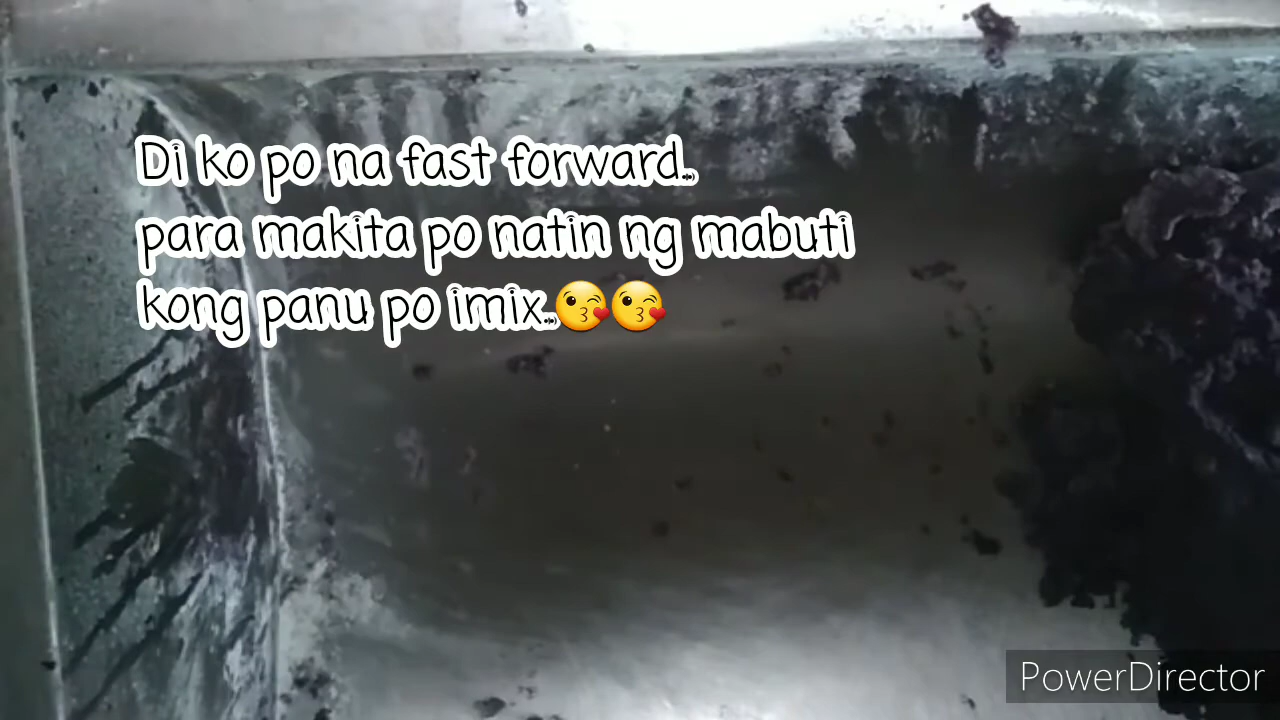 Di ko po na fast forward..
para makita po natin ng mabuti
kong panu po imix..😘😘
PowerDirector